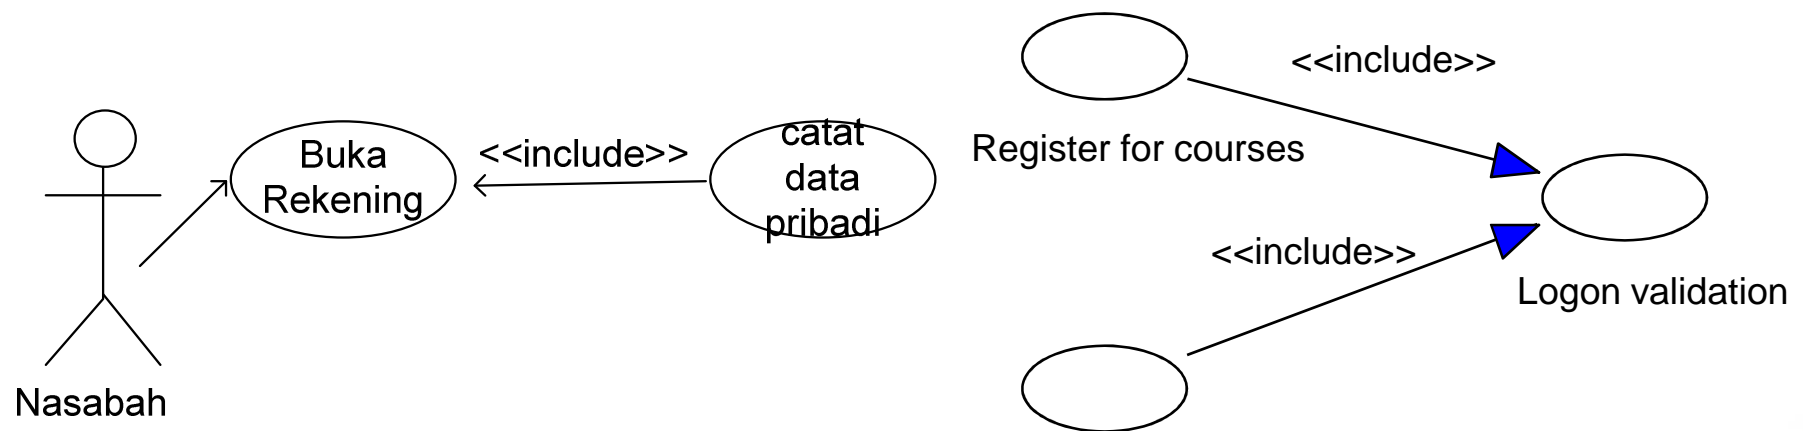 Buka
Rekening
<<include>>
catat
data
pribadi
Nasabah
<<include>>
Register for courses
<<include>>
Logon validation